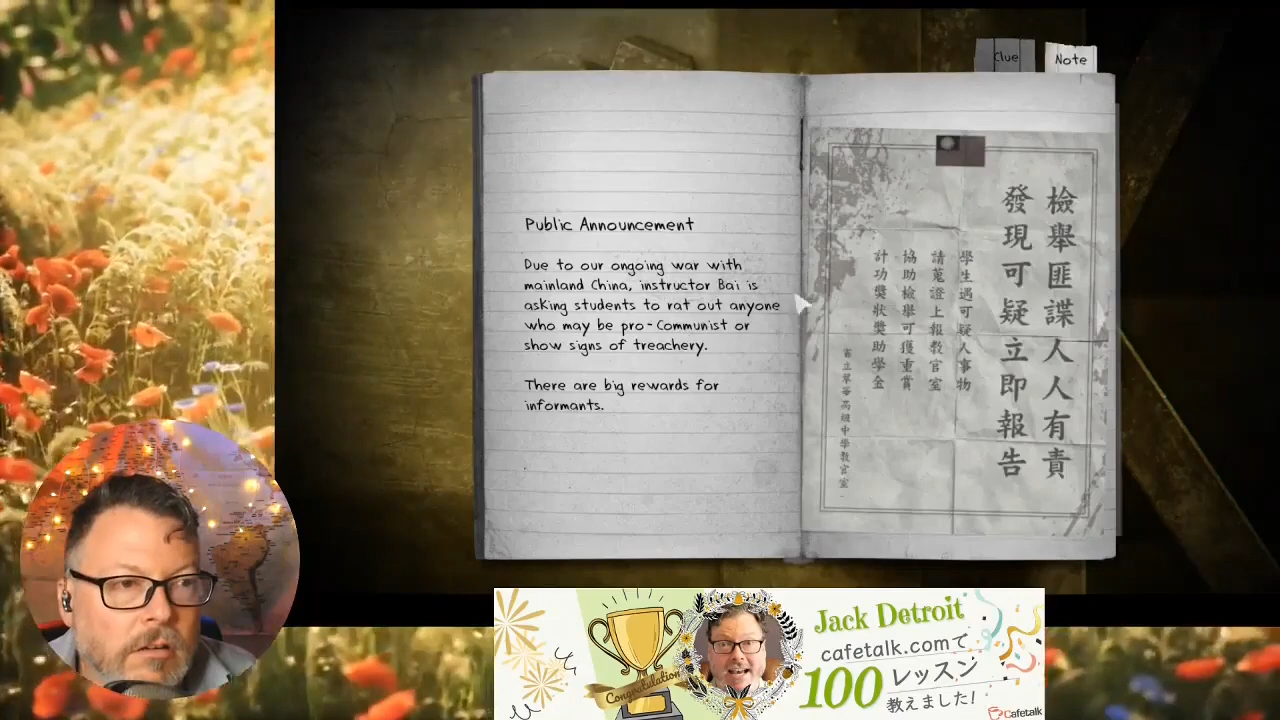 Clue
Note
Public Announcement
Due to our ongoing war with
mainland China, instructor Bai is
asking students to rat out anyone
who may be pro-Communist or
show signs of treachery.
There are big rewards for
informants.
檢舉匪諜人人有責
發現可疑立即報告
學生遇可疑人事物
請蒐證上報教官室
協助檢舉可獲重賞
計功獎狀獎助學金
翠華高級中學教官室
Jack Detroit
cafetalk.comで
100 レッスン
教えました!
Congratulation
Cafetalk